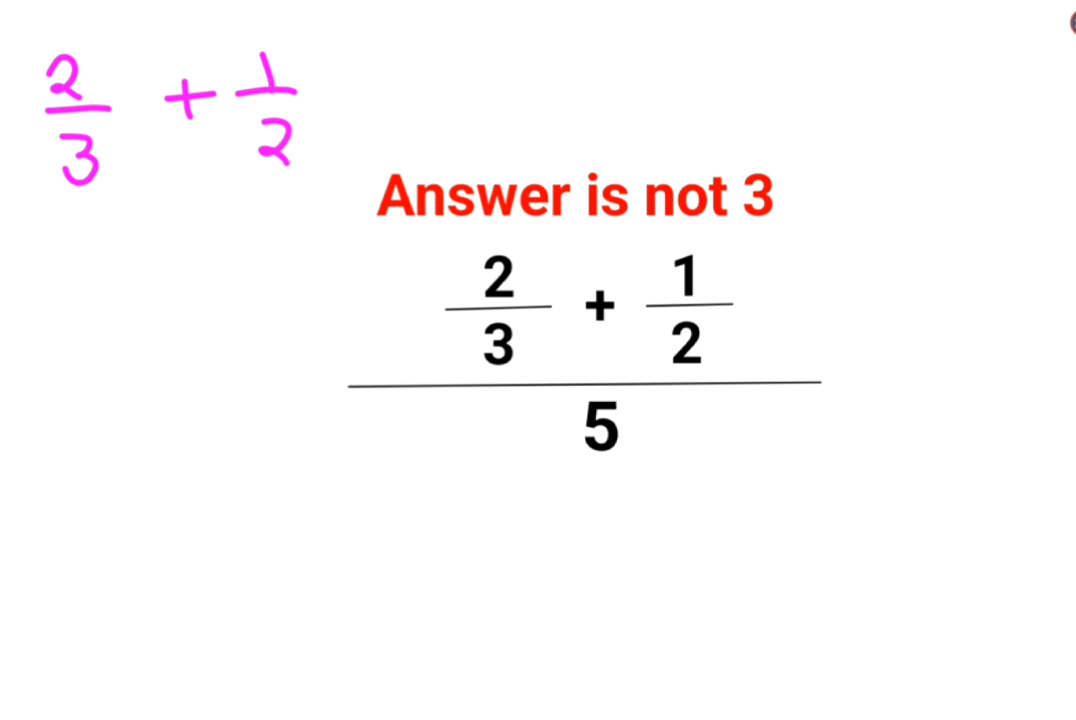 2/3 + 1/2
Answer is not 3
2/3 + 1/2
5